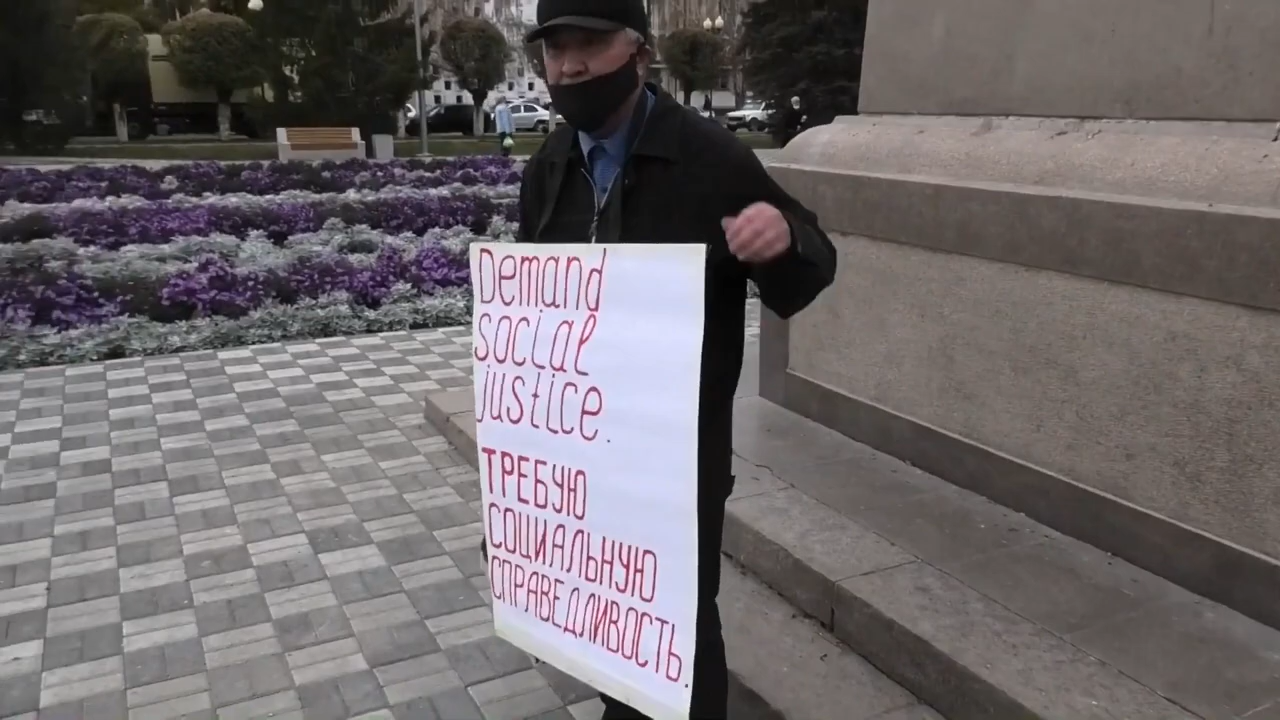 Demand
social
justice.
ТРЕБУЮ
СОЦИАЛЬНУЮ
СПРАВЕДЛИВОСТЬ.